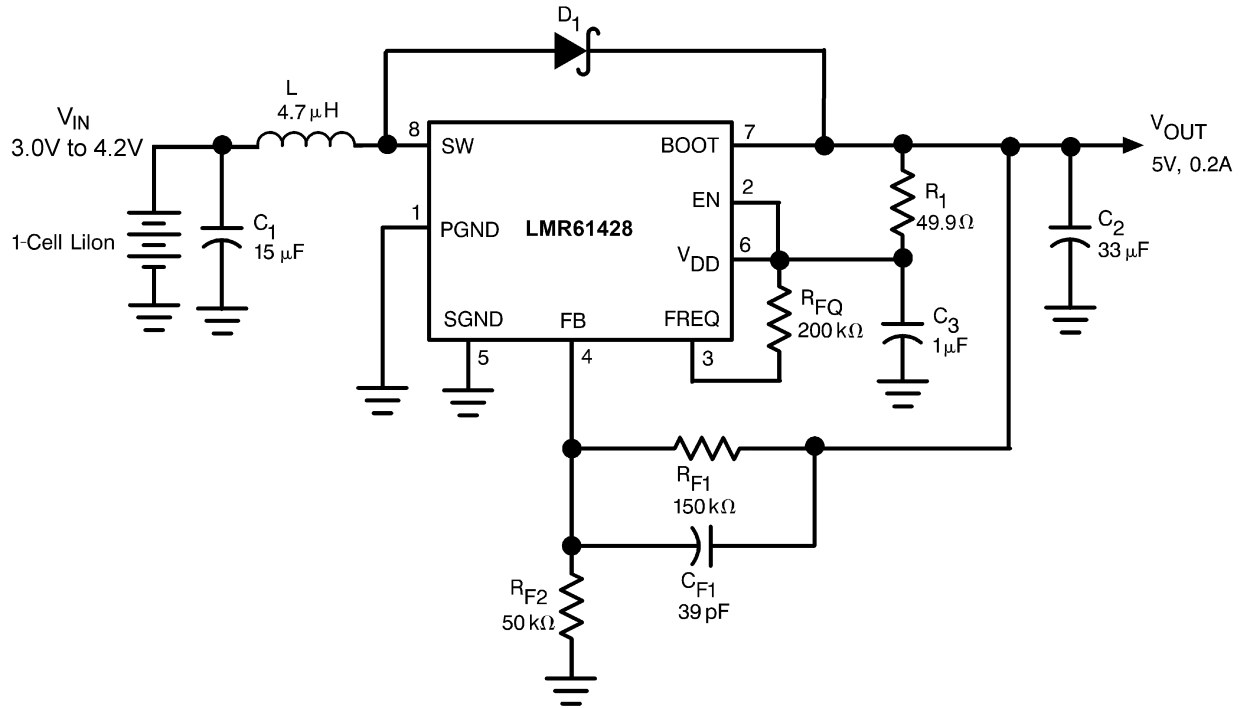 D1
L
4.7 µH
VIN
3.0V to 4.2V
8
SW
BOOT
7
VOUT
5V, 0.2A
1-Cell LiIon
C1
15 µF
1
PGND
LMR61428
EN
2
R1
49.9Ω
C2
33 µF
VDD
6
RFQ
200 kΩ
SGND
FB
FREQ
C3
1µF
5
4
3
RF1
150 kΩ
CF1
39 pF
RF2
50 kΩ